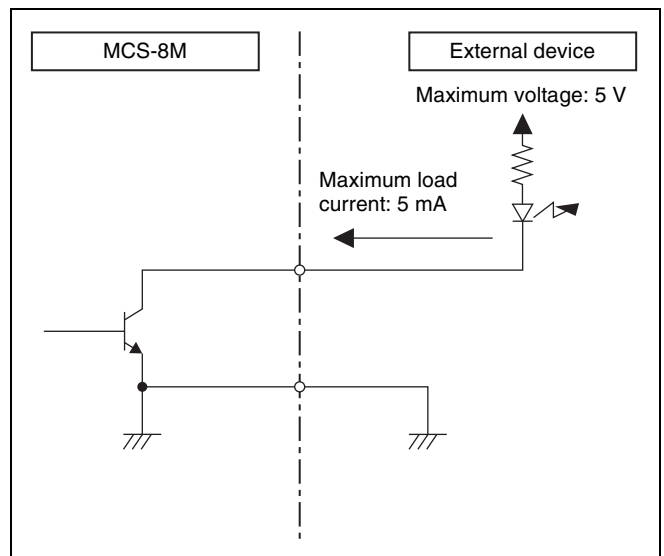 MCS-8M
External device
Maximum voltage: 5 V
Maximum load
current: 5 mA